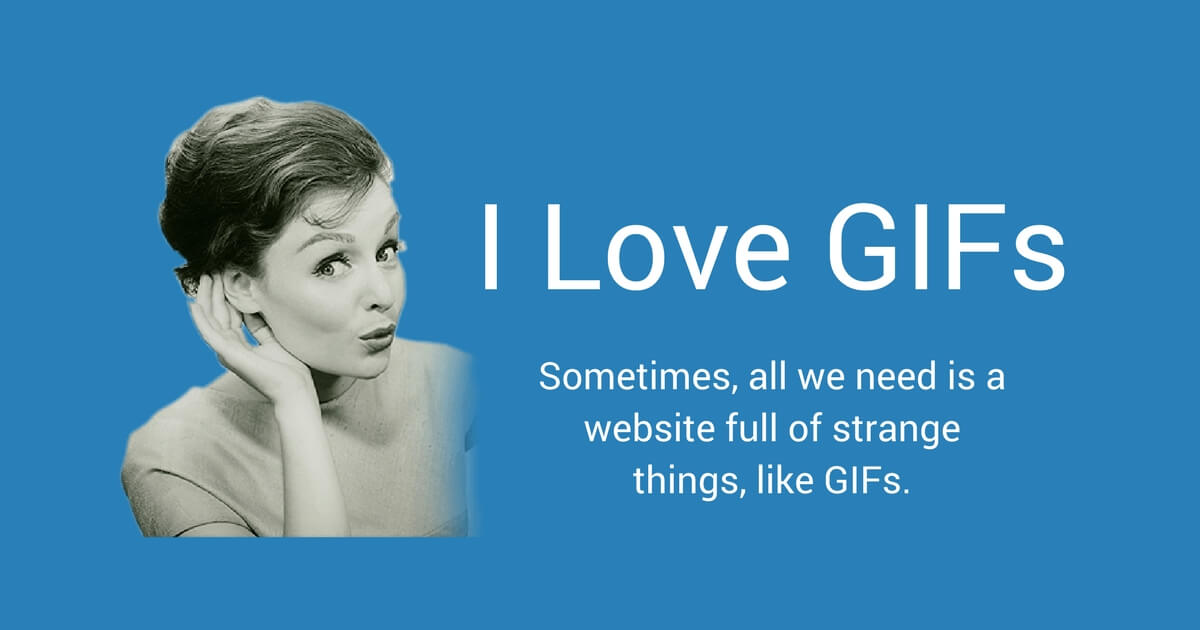 I Love GIFs
Sometimes, all we need is a
website full of strange
things, like GIFs.